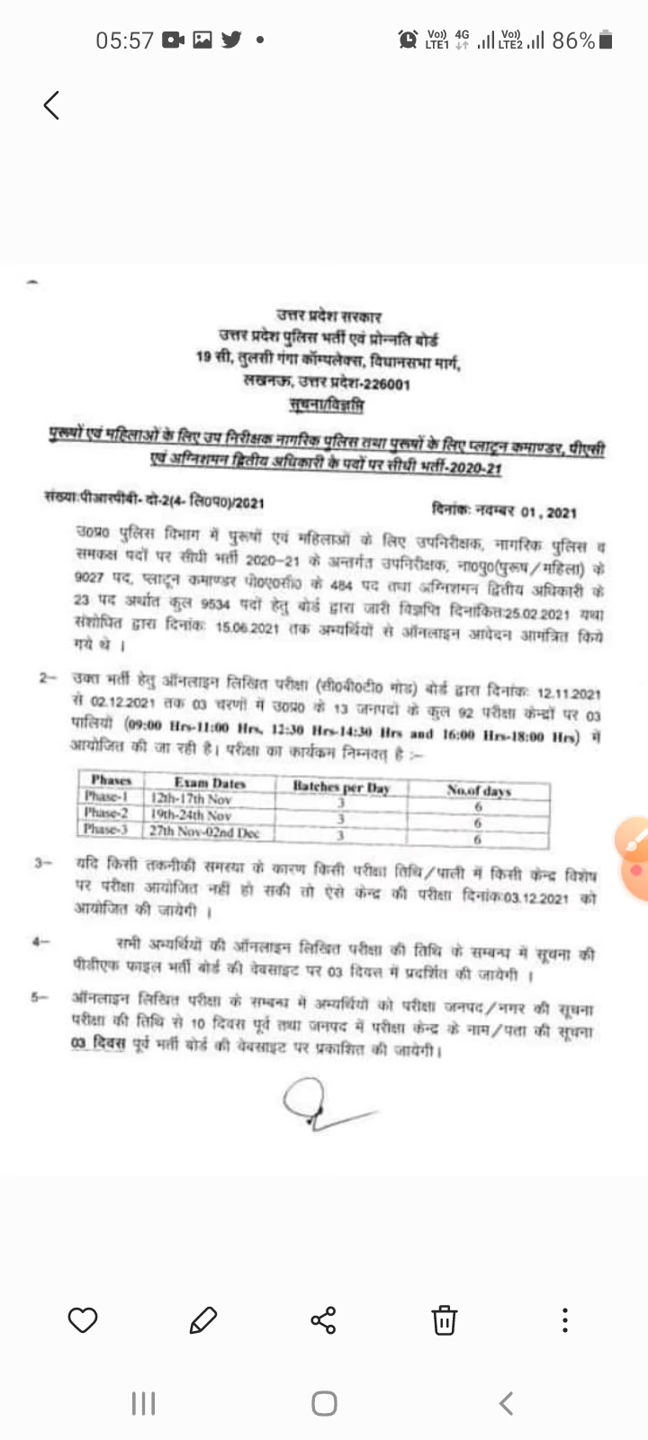 05:57
Vo)) LTE1 4G Vo)) LTE2 86%
उत्तर प्रदेश सरकार
उत्तर प्रदेश पुलिस भर्ती एवं प्रोन्नति बोर्ड
19 सी, तुलसी गंगा कॉम्पलेक्स, विधानसभा मार्ग,
लखनऊ, उत्तर प्रदेश-226001
सूचना/विज्ञप्ति
पुरूषों एवं महिलाओं के लिए उप निरीक्षक नागरिक पुलिस तथा पुरूषों के लिए प्लाटून कमाण्डर, पीएसी
एवं अग्निशमन द्वितीय अधिकारी के पदों पर सीधी भर्ती-2020-21
संख्या:पीआरपीबी- दो-2(4- लि0प0)/2021
दिनांक: नवम्बर 01, 2021
उ0प्र0 पुलिस विभाग में पुरूषों एवं महिलाओं के लिए उपनिरीक्षक, नागरिक पुलिस व
समकक्ष पदों पर सीधी भर्ती 2020-21 के अन्तर्गत उपनिरीक्षक, ना0पु0(पुरूष/महिला) के
9027 पद, प्लाटून कमाण्डर पी0ए0सी0 के 484 पद तथा अग्निशमन द्वितीय अधिकारी के
23 पद अर्थात कुल 9534 पदों हेतु बोर्ड द्वारा जारी विज्ञप्ति दिनांकित:25.02.2021 यथा
संशोधित द्वारा दिनांक: 15.06.2021 तक अभ्यर्थियों से ऑनलाइन आवेदन आमंत्रित किये
गये थे ।
2- उक्त भर्ती हेतु ऑनलाइन लिखित परीक्षा (सी0बी0टी0 मोड) बोर्ड द्वारा दिनांक: 12.11.2021
से 02.12.2021 तक 03 चरणों में उ0प्र0 के 13 जनपदों के कुल 92 परीक्षा केन्द्रों पर 03
पालियों (09:00 Hrs-11:00 Hrs, 12:30 Hrs-14:30 Hrs and 16:00 Hrs-18:00 Hrs) में
आयोजित की जा रही है। परीक्षा का कार्यक्रम निम्नवत् है :-
Phases Exam Dates Batches per Day No.of days
Phase-1 12th-17th Nov 3 6
Phase-2 19th-24th Nov 3 6
Phase-3 27th Nov-02nd Dec 3 6
3- यदि किसी तकनीकी समस्या के कारण किसी परीक्षा तिथि/पाली में किसी केन्द्र विशेष
पर परीक्षा आयोजित नहीं हो सकी तो ऐसे केन्द्र की परीक्षा दिनांक:03.12.2021 को
आयोजित की जायेगी ।
4- सभी अभ्यर्थियों की ऑनलाइन लिखित परीक्षा की तिथि के सम्बन्ध में सूचना की
पीडीएफ फाइल भर्ती बोर्ड की वेबसाइट पर 03 दिवस में प्रदर्शित की जायेगी ।
5- ऑनलाइन लिखित परीक्षा के सम्बन्ध में अभ्यर्थियों को परीक्षा जनपद/नगर की सूचना
परीक्षा की तिथि से 10 दिवस पूर्व तथा जनपद में परीक्षा केन्द्र के नाम/पता की सूचना
03 दिवस पूर्व भर्ती बोर्ड की वेबसाइट पर प्रकाशित की जायेगी।